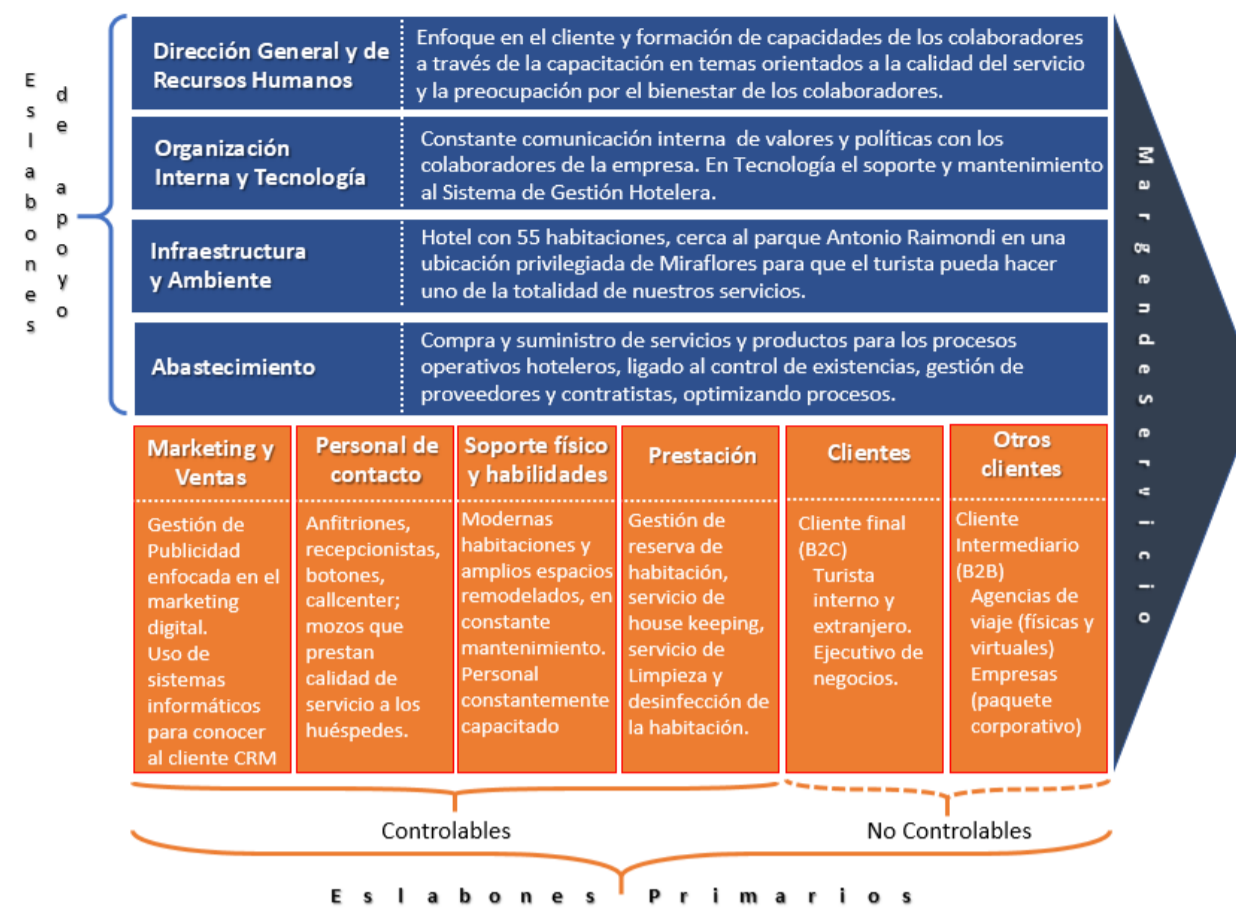 Eslabones
de apoyo
Dirección General y de
Recursos Humanos
Enfoque en el cliente y formación de capacidades de los colaboradores
a través de la capacitación en temas orientados a la calidad del servicio
y la preocupación por el bienestar de los colaboradores.
Organización
Interna y Tecnología
Constante comunicación interna de valores y políticas con los
colaboradores de la empresa. En Tecnología el soporte y mantenimiento
al Sistema de Gestión Hotelera.
Infraestructura
y Ambiente
Hotel con 55 habitaciones, cerca al parque Antonio Raimondi en una
ubicación privilegiada de Miraflores para que el turista pueda hacer
uno de la totalidad de nuestros servicios.
Abastecimiento
Compra y suministro de servicios y productos para los procesos
operativos hoteleros, ligado al control de existencias, gestión de
proveedores y contratistas, optimizando procesos.
Margen de Servicio
Marketing y
Ventas
Gestión de
Publicidad
enfocada en el
marketing
digital.
Uso de
sistemas
informáticos
para conocer
al cliente CRM
Personal de
contacto
Anfitriones,
recepcionistas,
botones,
callcenter;
mozos que
prestan
calidad de
servicio a los
huéspedes.
Soporte físico
y habilidades
Modernas
habitaciones y
amplios espacios
remodelados, en
constante
mantenimiento.
Personal
constantemente
capacitado
Prestación
Gestión de
reserva de
habitación,
servicio de
house keeping,
servicio de
Limpieza y
desinfección de
la habitación.
Clientes
Cliente final
(B2C)
Turista
interno y
extranjero.
Ejecutivo de
negocios.
Otros
clientes
Cliente
Intermediario
(B2B)
Agencias de
viaje (físicas y
virtuales)
Empresas
(paquete
corporativo)
Controlables
No Controlables
Eslabones Primarios